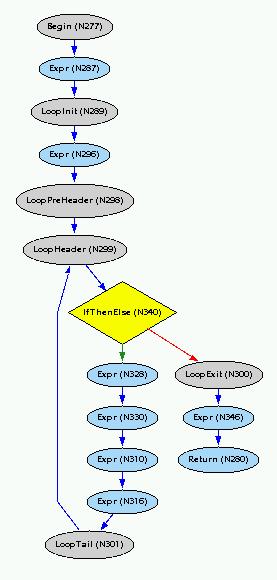 Begin (N277)
Expr (N287)
LoopInit (N289)
Expr (N296)
LoopPreHeader (N298)
LoopHeader (N299)
IfThenElse (N340)
Expr (N328)
LoopExit (N300)
Expr (N330)
Expr (N346)
Expr (N310)
Return (N280)
Expr (N316)
LoopTail (N301)